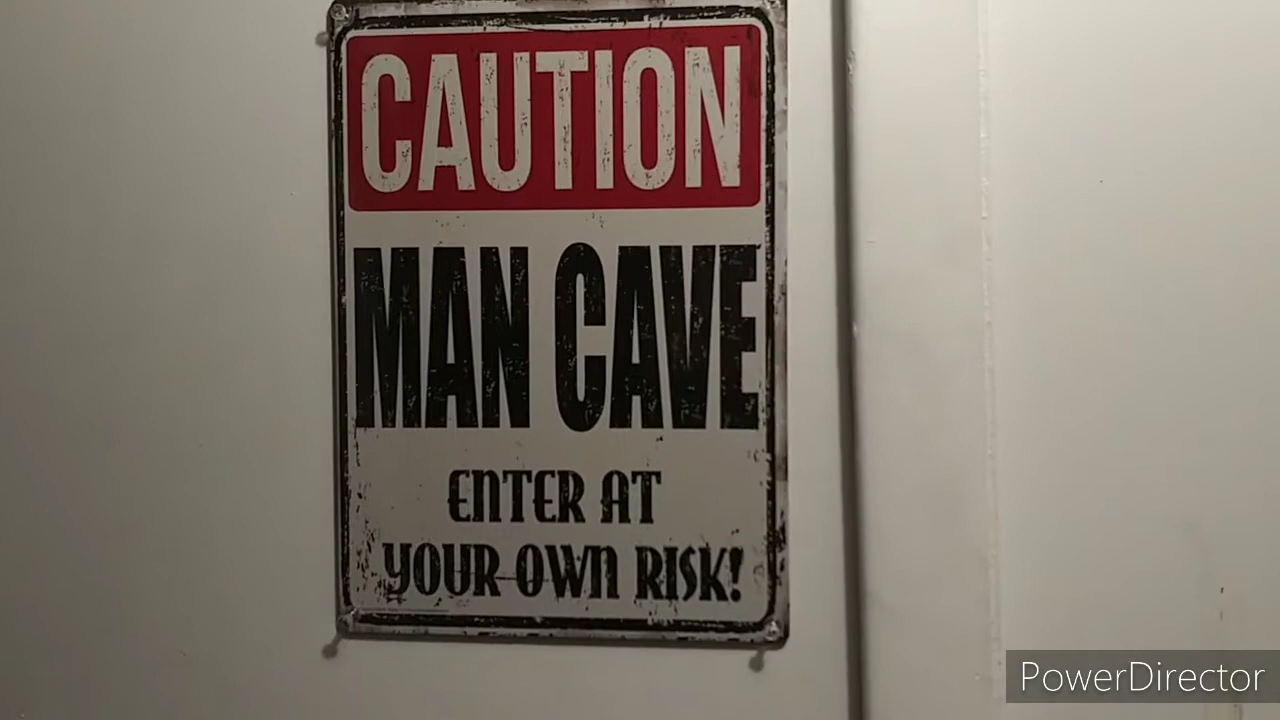 CAUTION
MAN CAVE
ENTER AT
YOUR OWN RISK!
PowerDirector